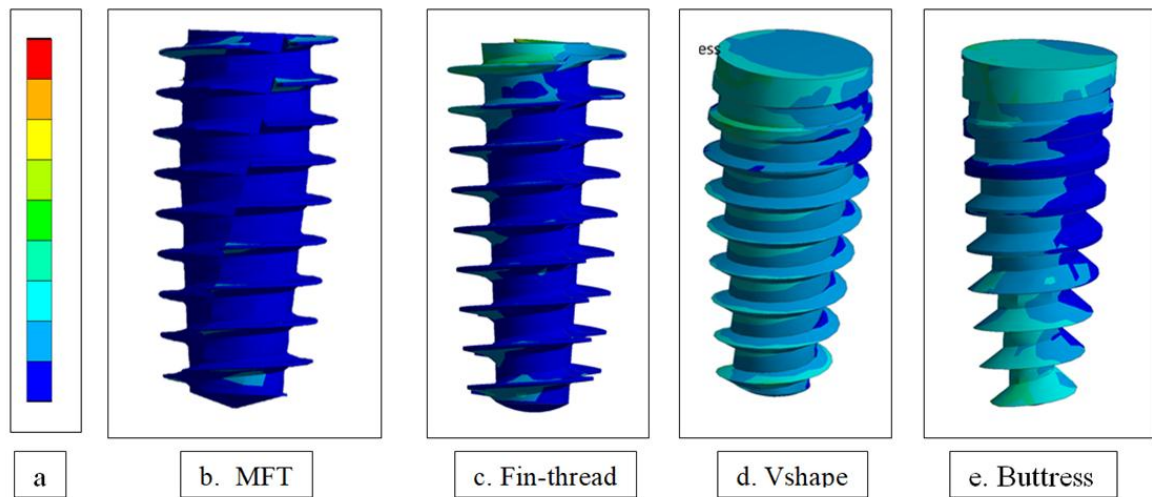 ess
a
b. MFT
c. Fin-thread
d. Vshape
e. Buttress